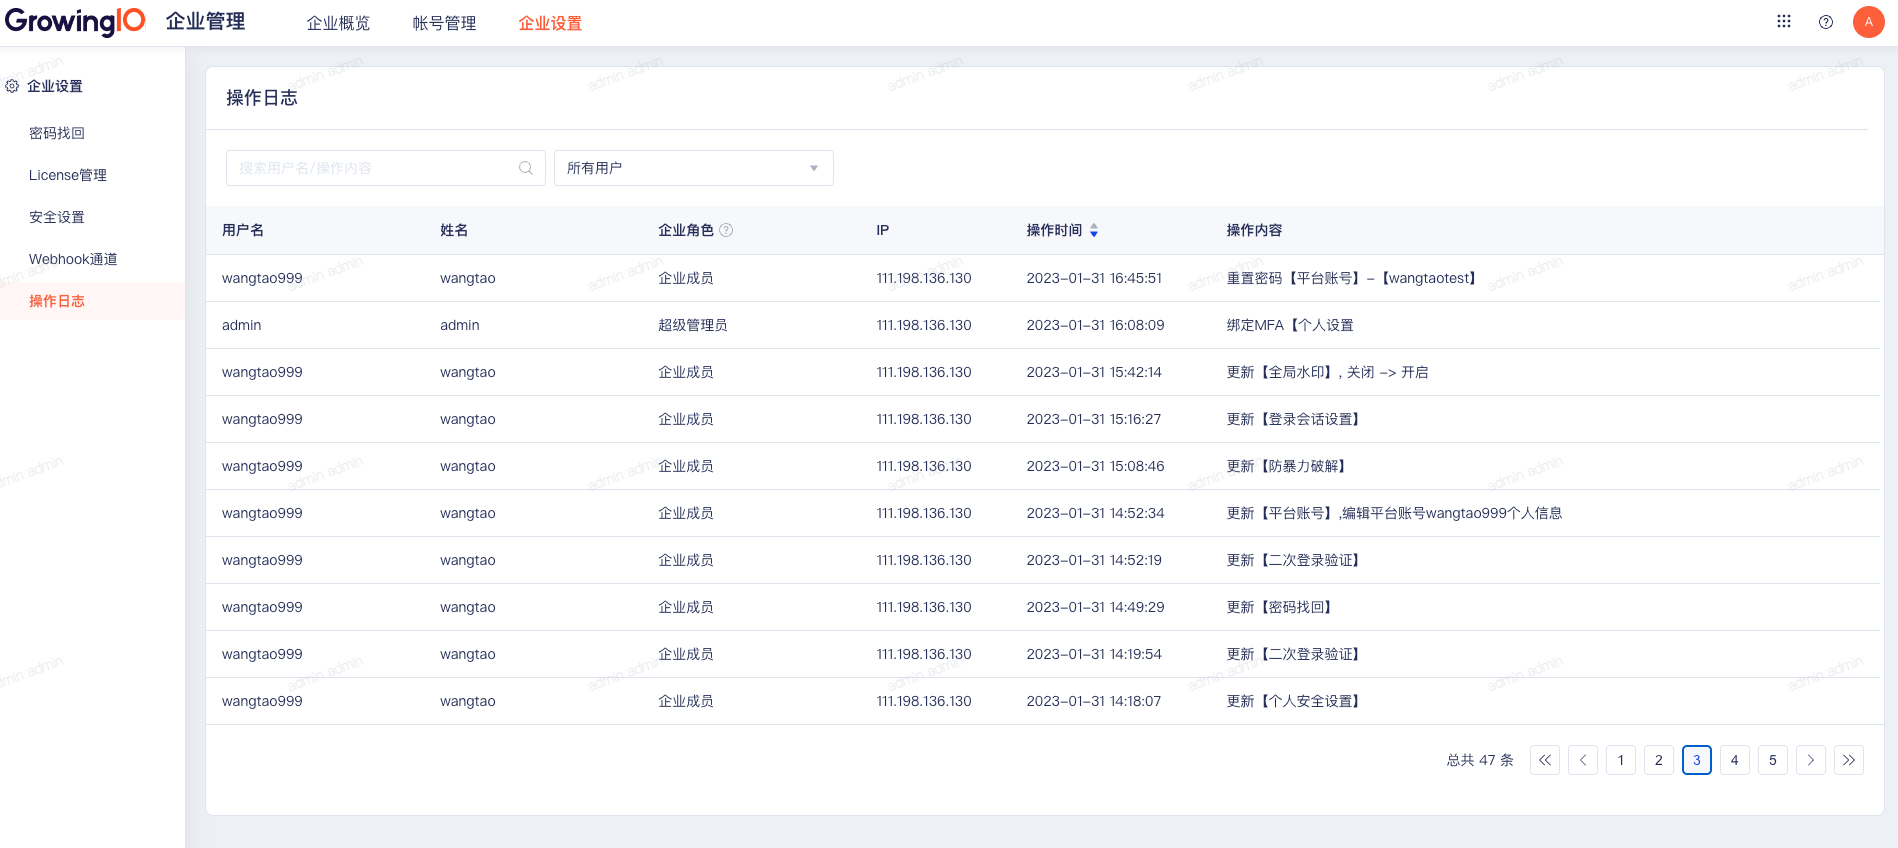 GrowingIO 企业管理 企业概览 帐号管理 企业设置 A
企业设置
密码找回
License管理
安全设置
Webhook通道
操作日志
操作日志
搜索用户名/操作内容 所有用户
用户名 姓名 企业角色 IP 操作时间 操作内容
wangtao999 wangtao 企业成员 111.198.136.130 2023-01-31 16:45:51 重置密码【平台账号】-【wangtaotest】
admin admin 超级管理员 111.198.136.130 2023-01-31 16:08:09 绑定MFA【个人设置
wangtao999 wangtao 企业成员 111.198.136.130 2023-01-31 15:42:14 更新【全局水印】, 关闭 -> 开启
wangtao999 wangtao 企业成员 111.198.136.130 2023-01-31 15:16:27 更新【登录会话设置】
wangtao999 wangtao 企业成员 111.198.136.130 2023-01-31 15:08:46 更新【防暴力破解】
wangtao999 wangtao 企业成员 111.198.136.130 2023-01-31 14:52:34 更新【平台账号】,编辑平台账号wangtao999个人信息
wangtao999 wangtao 企业成员 111.198.136.130 2023-01-31 14:52:19 更新【二次登录验证】
wangtao999 wangtao 企业成员 111.198.136.130 2023-01-31 14:49:29 更新【密码找回】
wangtao999 wangtao 企业成员 111.198.136.130 2023-01-31 14:19:54 更新【二次登录验证】
wangtao999 wangtao 企业成员 111.198.136.130 2023-01-31 14:18:07 更新【个人安全设置】
总共 47 条 1 2 3 4 5
admin admin